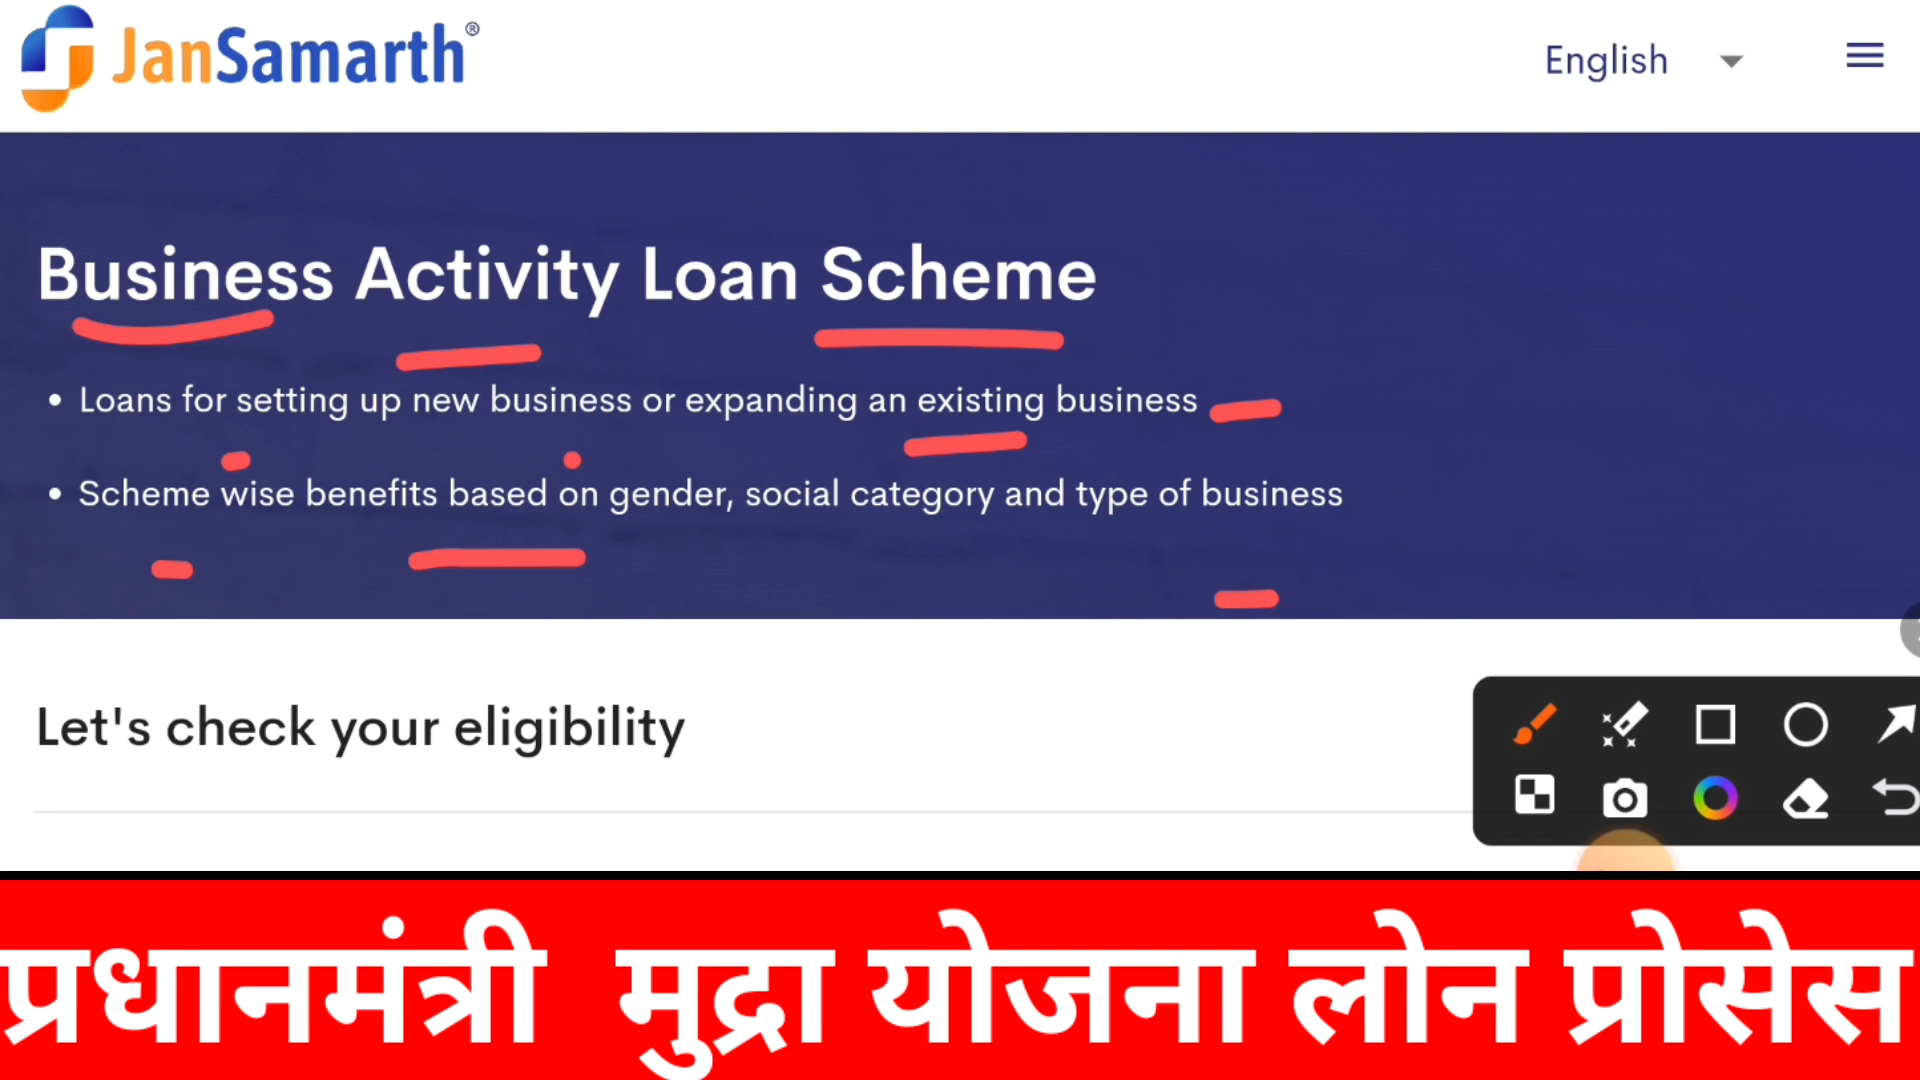 JanSamarth®
English
Business Activity Loan Scheme
• Loans for setting up new business or expanding an existing business
• Scheme wise benefits based on gender, social category and type of business
Let's check your eligibility
प्रधानमंत्री मुद्रा योजना लोन प्रोसेस